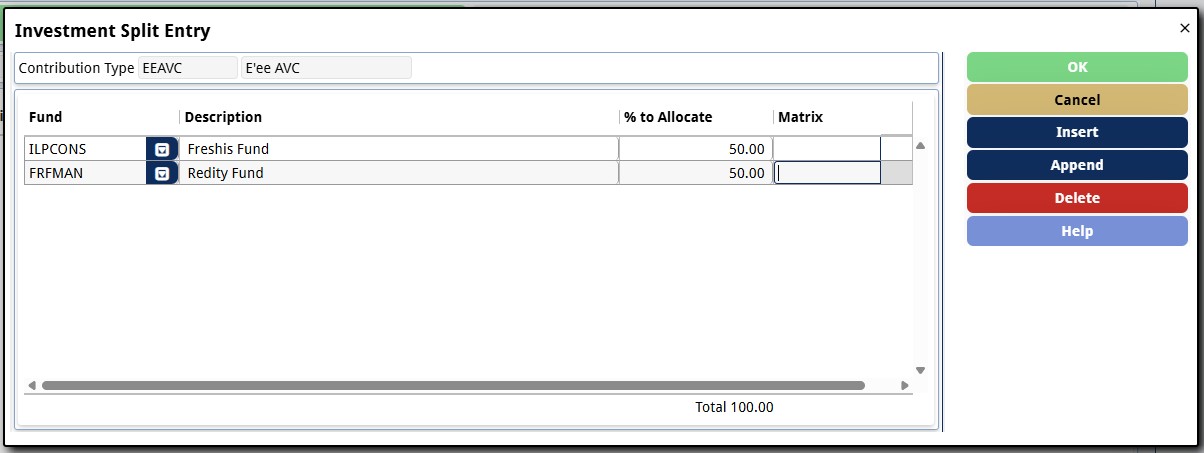 Investment Split Entry
×
Contribution Type EEAVC E'ee AVC
OK
Cancel
Insert
Append
Delete
Help
Fund Description % to Allocate Matrix
ILPCONS Freshis Fund 50.00
FRFMAN Redity Fund 50.00
Total 100.00